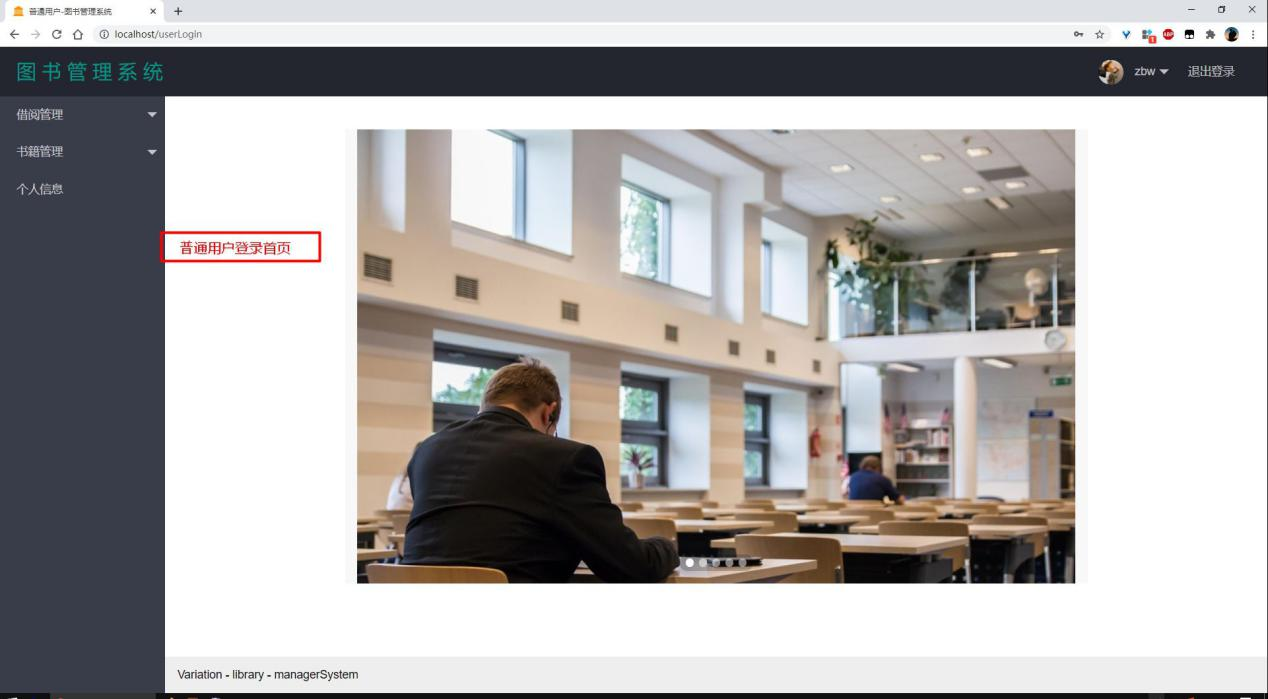 普通用户-图书管理系统
localhost/userLogin
ABP
1
图书管理系统
zbw
退出登录
借阅管理
书籍管理
个人信息
普通用户登录首页
Variation - library - managerSystem